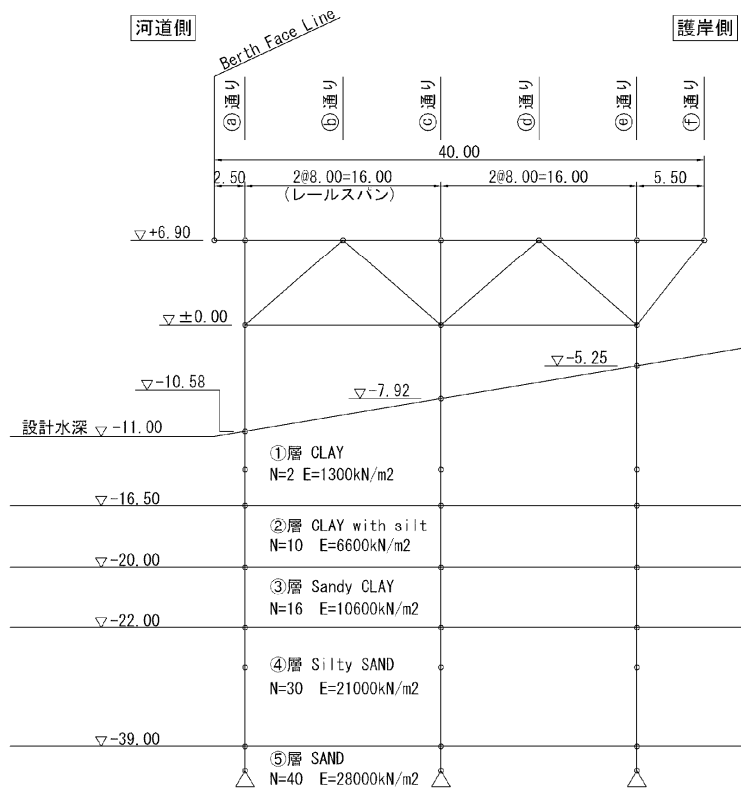 河道側
護岸側
Berth Face Line
ⓐ通り
ⓑ通り
ⓒ通り
ⓓ通り
ⓔ通り
ⓕ通り
40.00
2.50
2@8.00=16.00
2@8.00=16.00
5.50
(レールスパン)
▽+6.90
▽±0.00
▽-5.25
▽-10.58
▽-7.92
設計水深 ▽-11.00
①層 CLAY
N=2 E=1300kN/m2
▽-16.50
②層 CLAY with silt
N=10 E=6600kN/m2
▽-20.00
③層 Sandy CLAY
N=16 E=10600kN/m2
▽-22.00
④層 Silty SAND
N=30 E=21000kN/m2
▽-39.00
⑤層 SAND
N=40 E=28000kN/m2